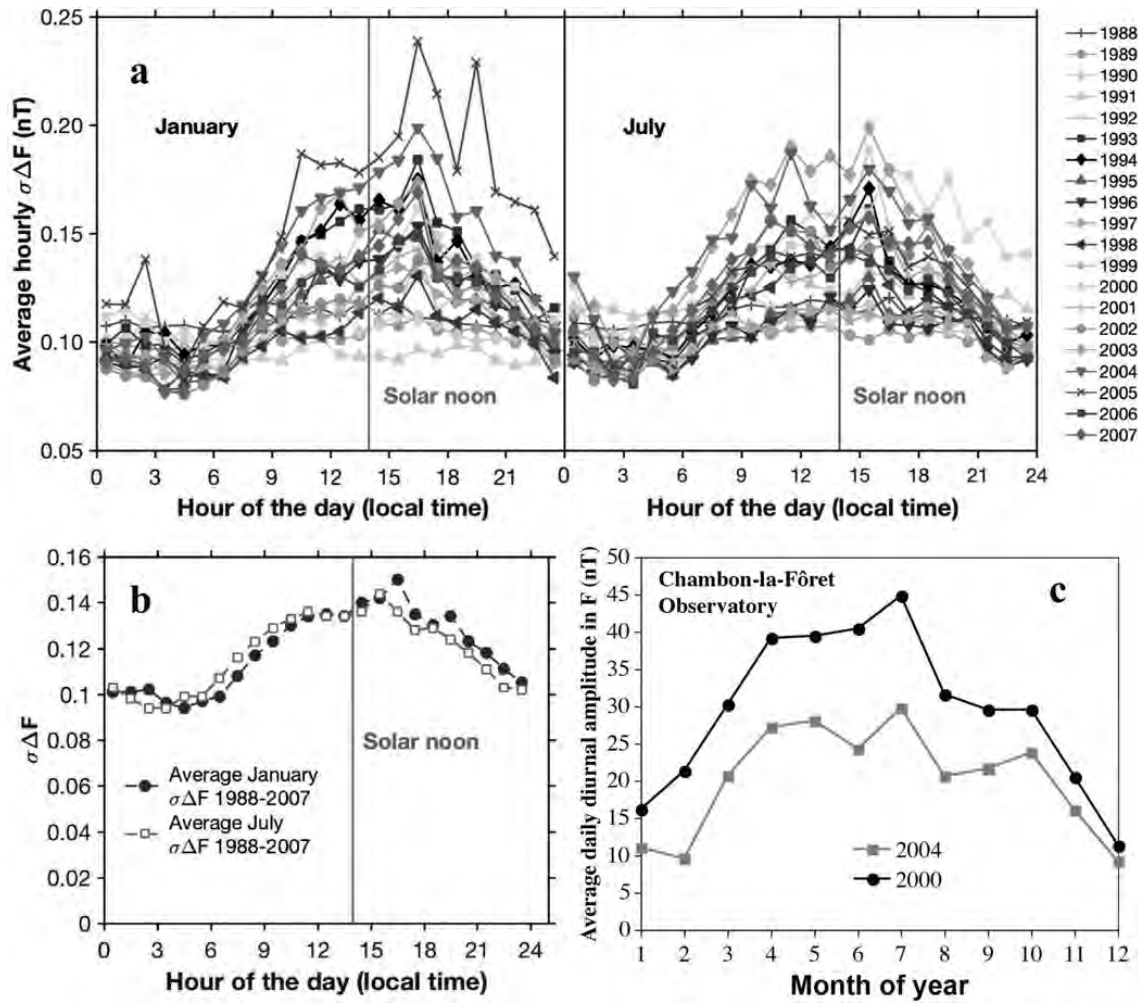 a
January
July
Solar noon
Solar noon
Average hourly σΔF (nT)
0.25
0.20
0.15
0.10
0.05
0 3 6 9 12 15 18 21 0 3 6 9 12 15 18 21 24
Hour of the day (local time)
Hour of the day (local time)
1988
1989
1990
1991
1992
1993
1994
1995
1996
1997
1998
1999
2000
2001
2002
2003
2004
2005
2006
2007
b
σΔF
0.16
0.14
0.12
0.1
0.08
0.06
0.04
0.02
0
Solar noon
Average January
σΔF 1988-2007
Average July
σΔF 1988-2007
0 3 6 9 12 15 18 21 24
Hour of the day (local time)
c
Chambon-la-Fôret
Observatory
Average daily diurnal amplitude in F (nT)
50
45
40
35
30
25
20
15
10
5
0
2004
2000
1 2 3 4 5 6 7 8 9 10 11 12
Month of year